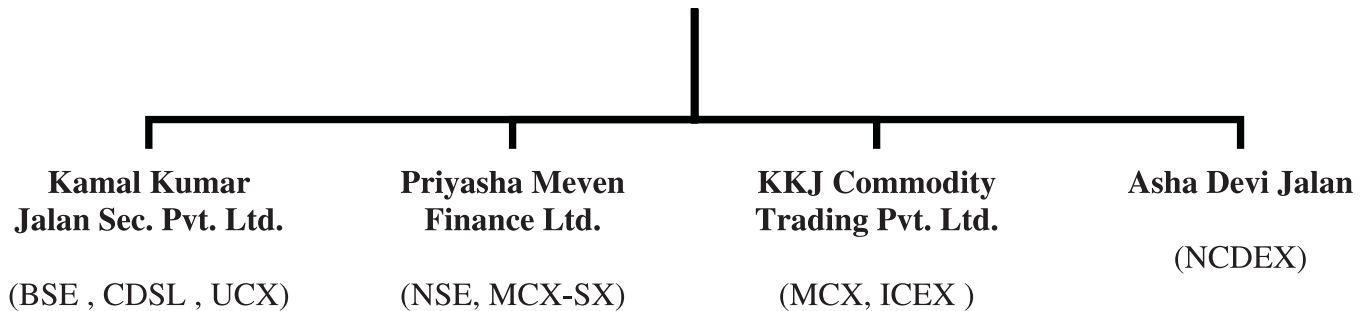 Kamal Kumar
Jalan Sec. Pvt. Ltd.
(BSE , CDSL , UCX)
Priyasha Meven
Finance Ltd.
(NSE, MCX-SX)
KKJ Commodity
Trading Pvt. Ltd.
(MCX, ICEX )
Asha Devi Jalan
(NCDEX)